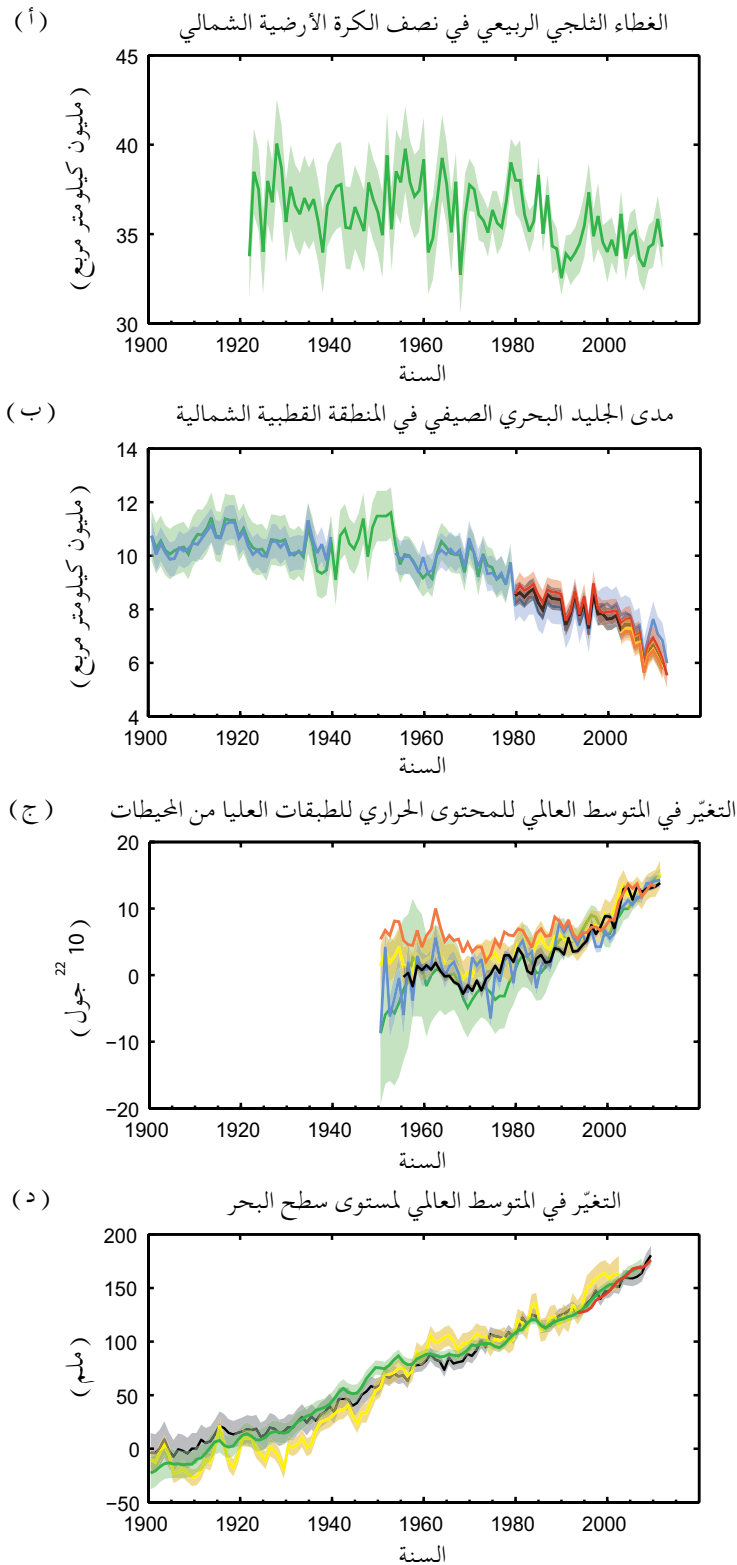 (أ) الغطاء الثلجي الربيعي في نصف الكرة الأرضية الشمالي
(مليون كيلومتر مربع)
45
40
35
30
1900 1920 1940 1960 1980 2000
السنة
(ب) مدى الجليد البحري الصيفي في المنطقة القطبية الشمالية
(مليون كيلومتر مربع)
14
12
10
8
6
4
1900 1920 1940 1960 1980 2000
السنة
(ج) التغيّر في المتوسط العالمي للمحتوى الحراري للطبقات العليا من المحيطات
(10 22 جول)
20
10
0
−10
−20
1900 1920 1940 1960 1980 2000
السنة
(د) التغيّر في المتوسط العالمي لمستوى سطح البحر
(ملم)
200
150
100
50
0
−50
1900 1920 1940 1960 1980 2000
السنة